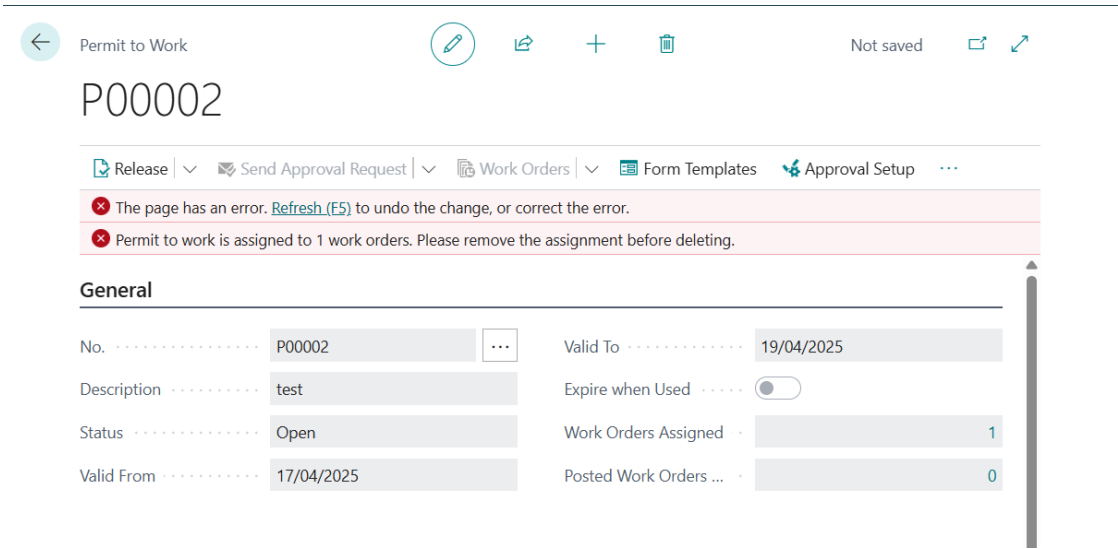 Permit to Work
Not saved
P00002
Release
Send Approval Request
Work Orders
Form Templates
Approval Setup
The page has an error. Refresh (F5) to undo the change, or correct the error.
Permit to work is assigned to 1 work orders. Please remove the assignment before deleting.
General
No. P00002 ...
Description test
Status Open
Valid From 17/04/2025
Valid To 19/04/2025
Expire when Used
Work Orders Assigned 1
Posted Work Orders ... 0